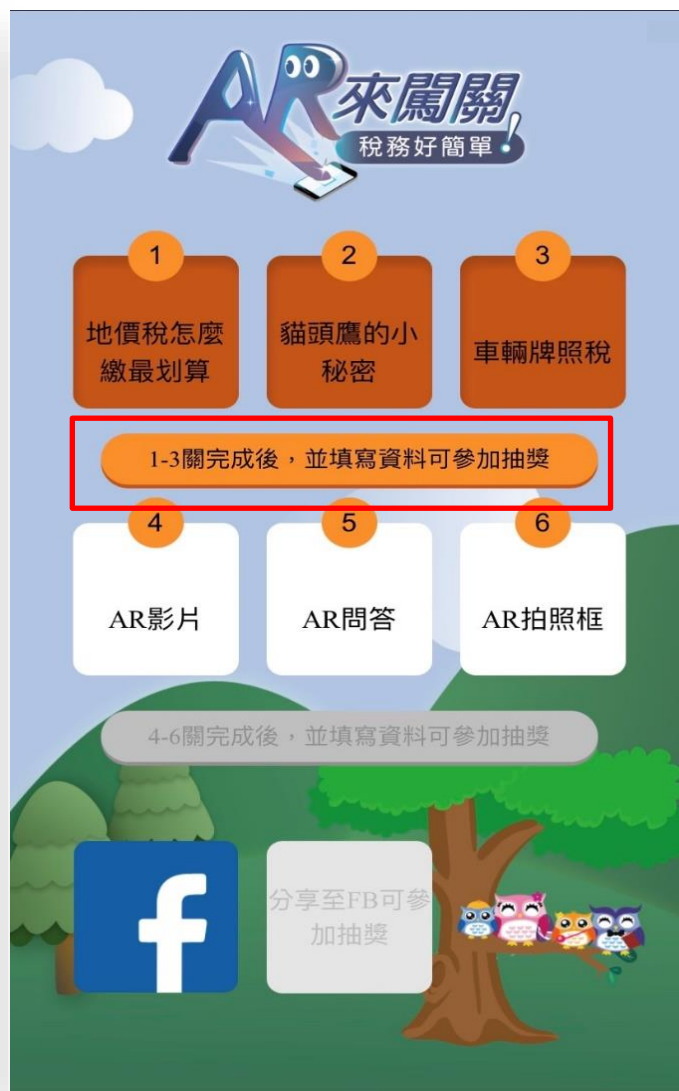 AR來闖關
稅務好簡單!
1
2
3
地價稅怎麼
繳最划算
貓頭鷹的小
秘密
車輛牌照稅
1-3關完成後，並填寫資料可參加抽獎
4
5
6
AR影片
AR問答
AR拍照框
4-6關完成後，並填寫資料可參加抽獎
f
分享至FB可參
加抽獎